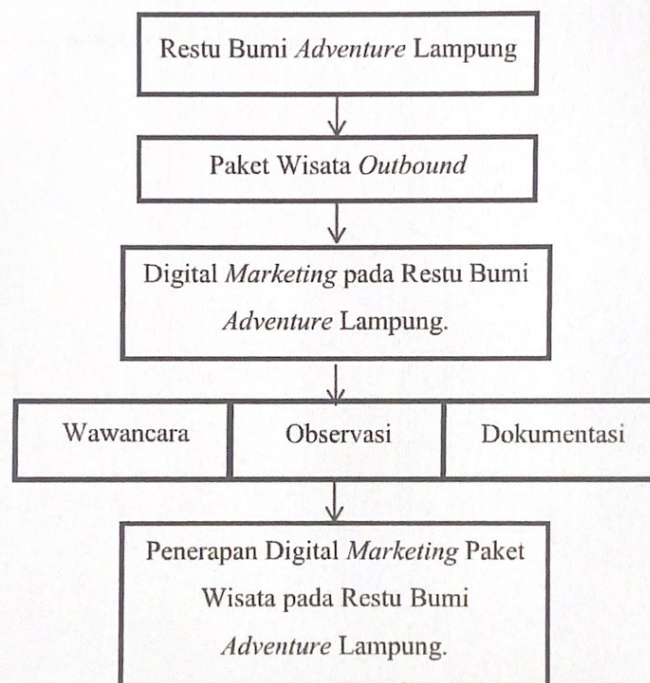 Restu Bumi Adventure Lampung
Paket Wisata Outbound
Digital Marketing pada Restu Bumi
Adventure Lampung.
Wawancara Observasi Dokumentasi
Penerapan Digital Marketing Paket
Wisata pada Restu Bumi
Adventure Lampung.